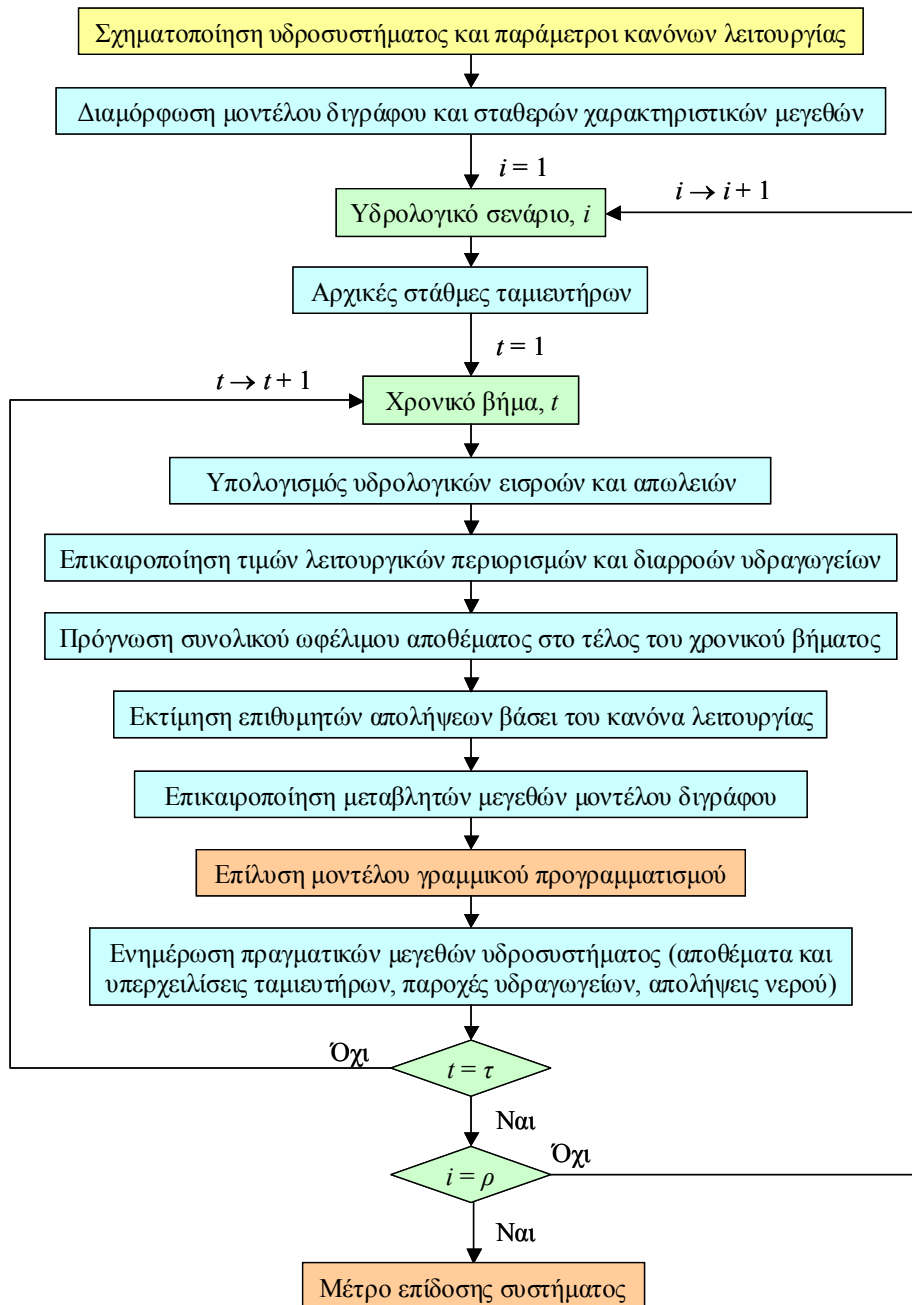 Σχηματοποίηση υδροσυστήματος και παράμετροι κανόνων λειτουργίας
Διαμόρφωση μοντέλου διγράφου και σταθερών χαρακτηριστικών μεγεθών
i = 1
i → i + 1
Υδρολογικό σενάριο, i
Αρχικές στάθμες ταμιευτήρων
t = 1
t → t + 1
Χρονικό βήμα, t
Υπολογισμός υδρολογικών εισροών και απωλειών
Επικαιροποίηση τιμών λειτουργικών περιορισμών και διαρροών υδραγωγείων
Πρόγνωση συνολικού ωφέλιμου αποθέματος στο τέλος του χρονικού βήματος
Εκτίμηση επιθυμητών απολήψεων βάσει του κανόνα λειτουργίας
Επικαιροποίηση μεταβλητών μεγεθών μοντέλου διγράφου
Επίλυση μοντέλου γραμμικού προγραμματισμού
Ενημέρωση πραγματικών μεγεθών υδροσυστήματος (αποθέματα και
υπερχειλίσεις ταμιευτήρων, παροχές υδραγωγείων, απολήψεις νερού)
Όχι
t = τ
Ναι
Όχι
i = ρ
Ναι
Μέτρο επίδοσης συστήματος